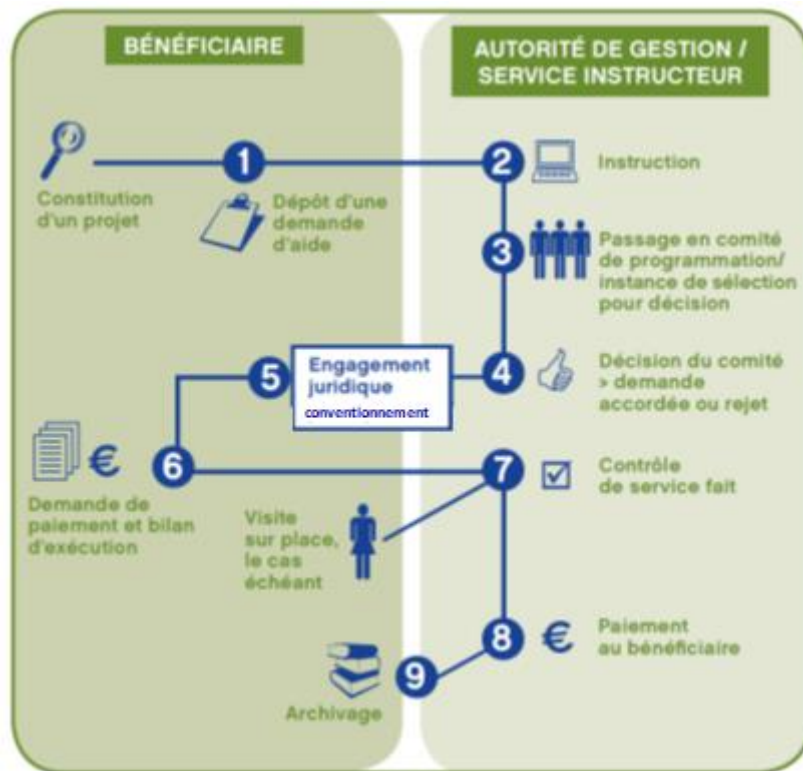 BÉNÉFICIAIRE
AUTORITÉ DE GESTION /
SERVICE INSTRUCTEUR
Constitution
d'un projet
1
Dépôt d'une
demande
d'aide
2
Instruction
3
Passage en comité
de programmation/
instance de sélection
pour décision
4
Décision du comité
> demande
accordée ou rejet
5
Engagement
juridique
conventionnement
6
€
Demande de
paiement et bilan
d'exécution
7
Contrôle
de service fait
Visite
sur place,
le cas
échéant
8
€
Paiement
au bénéficiaire
9
Archivage